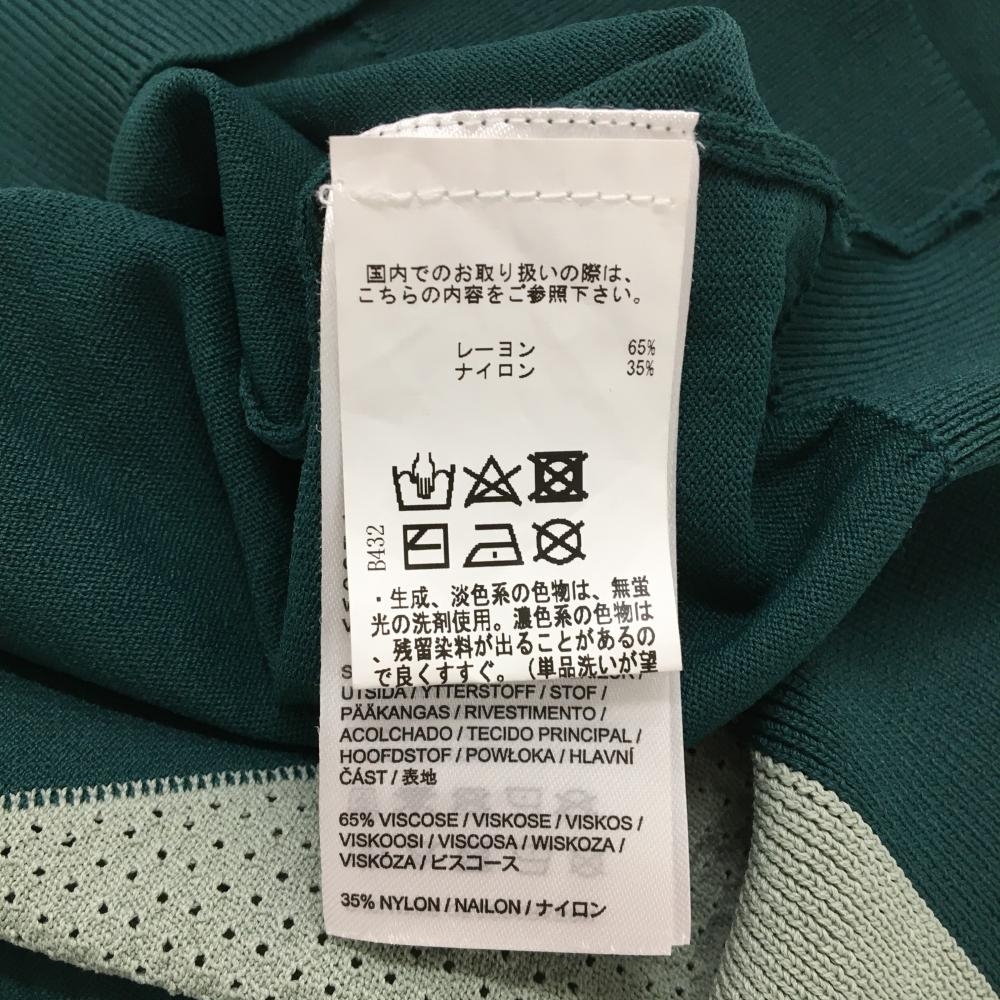 国内でのお取り扱いの際は、
こちらの内容をご参照下さい。
レーヨン 65%
ナイロン 35%
B432
・生成、淡色系の色物は、無蛍
光の洗剤使用。濃色系の色物は
、残留染料が出ることがあるの
で良くすすぐ。（単品洗いが望
UTSIDA / YTTERSTOFF / STOF /
PÄÄKANGAS / RIVESTIMENTO /
ACOLCHADO / TECIDO PRINCIPAL /
HOOFDSTOF / POWŁOKA / HLAVNÍ
ČÁST / 表地
65% VISCOSE / VISKOSE / VISKOS /
VISKOOSI / VISCOSA / WISKOZA /
VISKÓZA / ビスコース
35% NYLON / NAILON / ナイロン